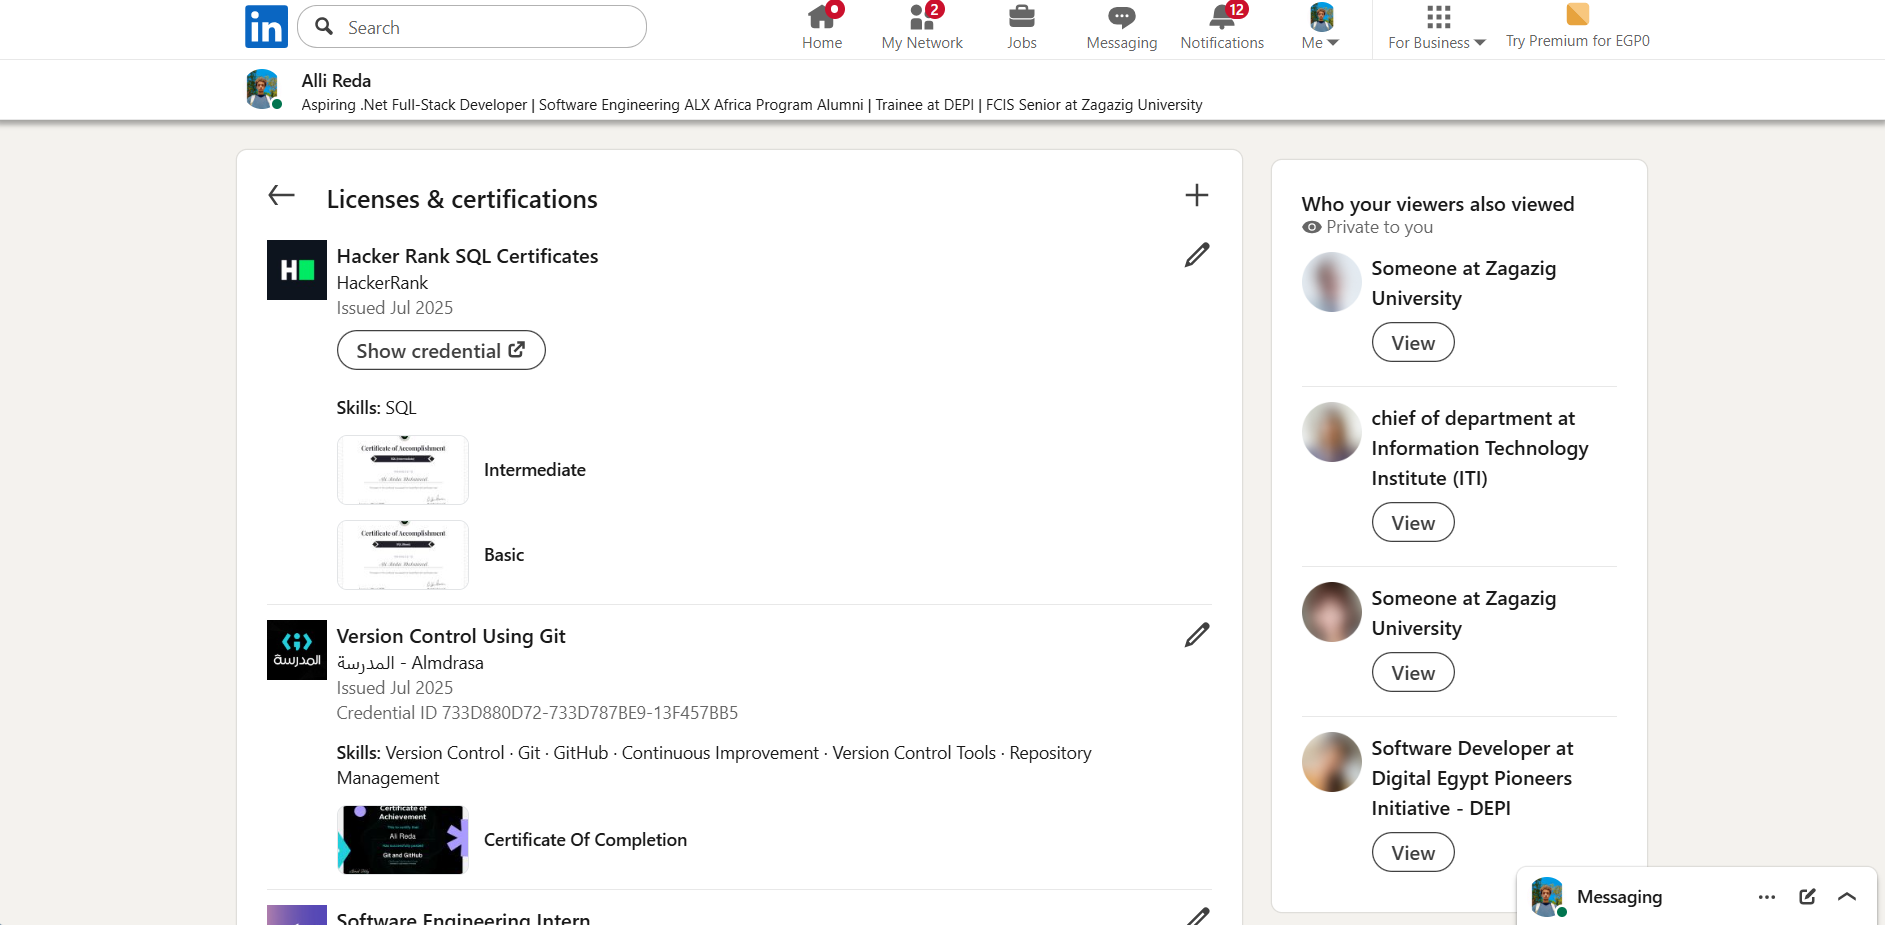 in
Search
Home
2
My Network
Jobs
Messaging
12
Notifications
Me
For Business
Try Premium for EGP0
Alli Reda
Aspiring .Net Full-Stack Developer | Software Engineering ALX Africa Program Alumni | Trainee at DEPI | FCIS Senior at Zagazig University
Licenses & certifications
H
Hacker Rank SQL Certificates
HackerRank
Issued Jul 2025
Show credential
Skills: SQL
Certificate of Accomplishment
Intermediate
Certificate of Accomplishment
Basic
المدرسة
Version Control Using Git
المدرسة - Almdrasa
Issued Jul 2025
Credential ID 733D880D72-733D787BE9-13F457BB5
Skills: Version Control · Git · GitHub · Continuous Improvement · Version Control Tools · Repository
Management
Certificate of
Achievement
Ali Reda
Git and GitHub
Certificate Of Completion
Software Engineering Intern
Who your viewers also viewed
Private to you
Someone at Zagazig
University
View
chief of department at
Information Technology
Institute (ITI)
View
Someone at Zagazig
University
View
Software Developer at
Digital Egypt Pioneers
Initiative - DEPI
View
Messaging